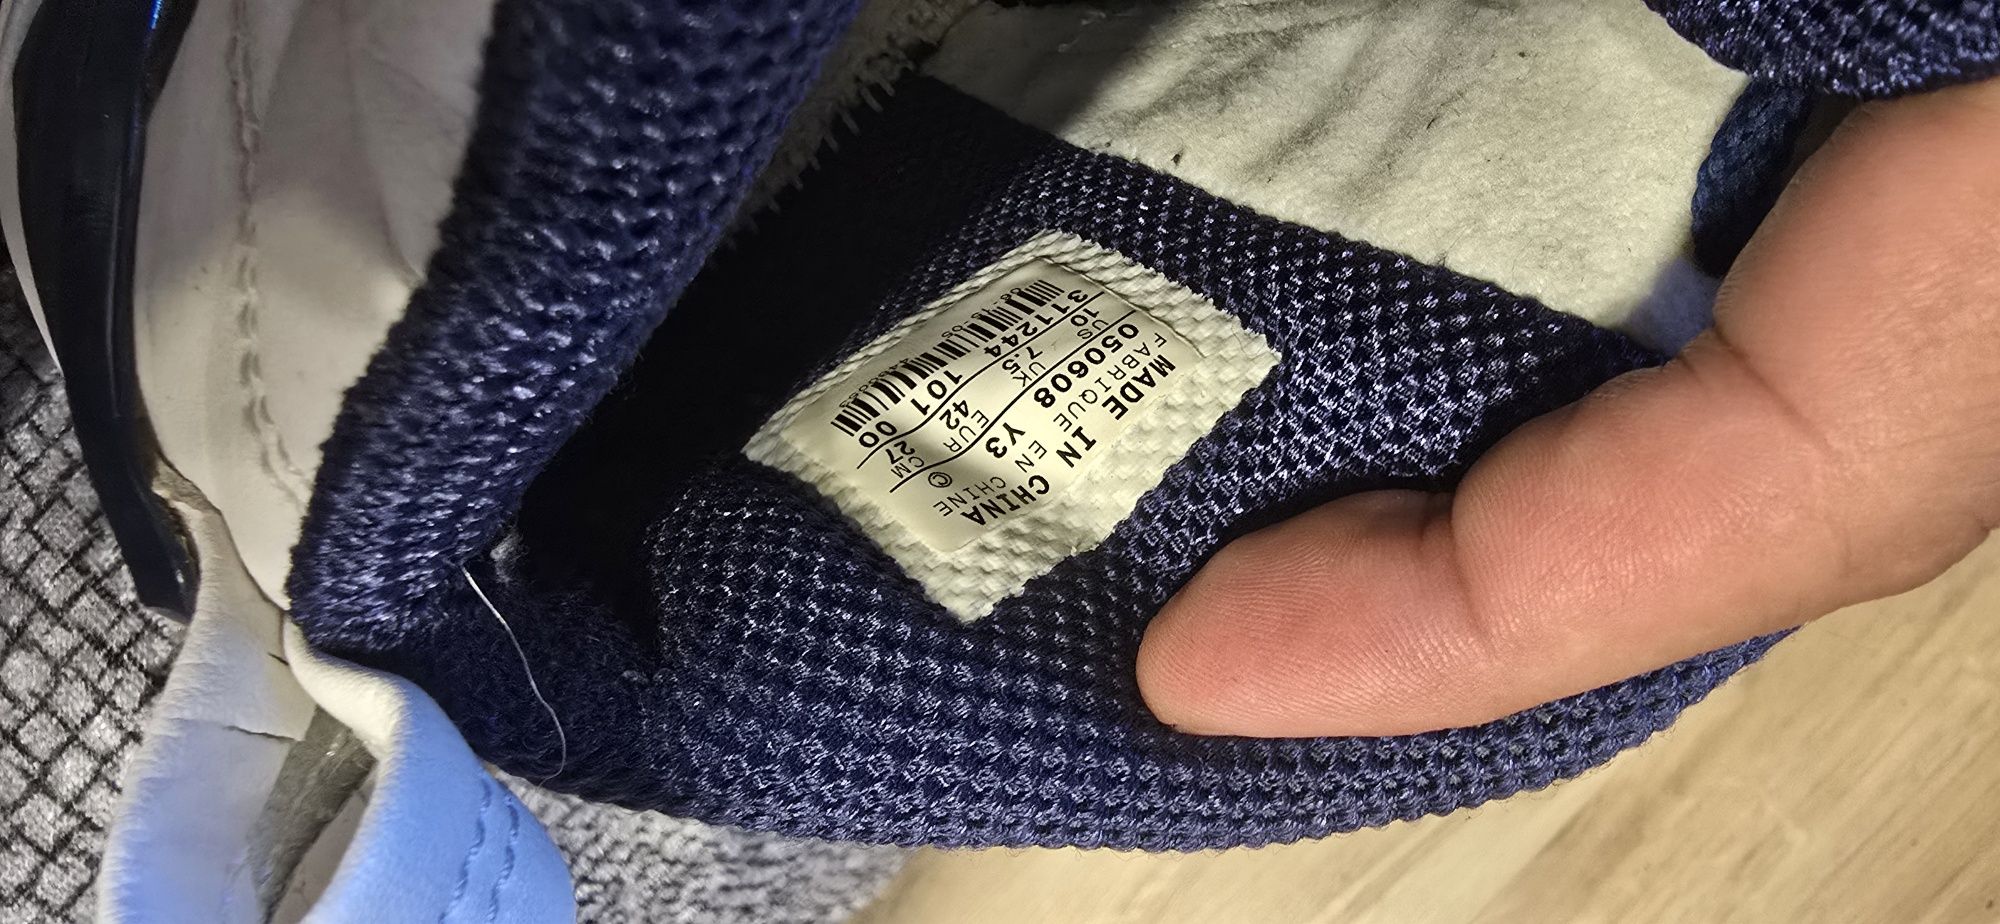 MADE IN CHINA
FABRIQUE EN CHINE
050608 Y3 ©
US UK EUR CM
10 7.5 42 27
311244 101 00